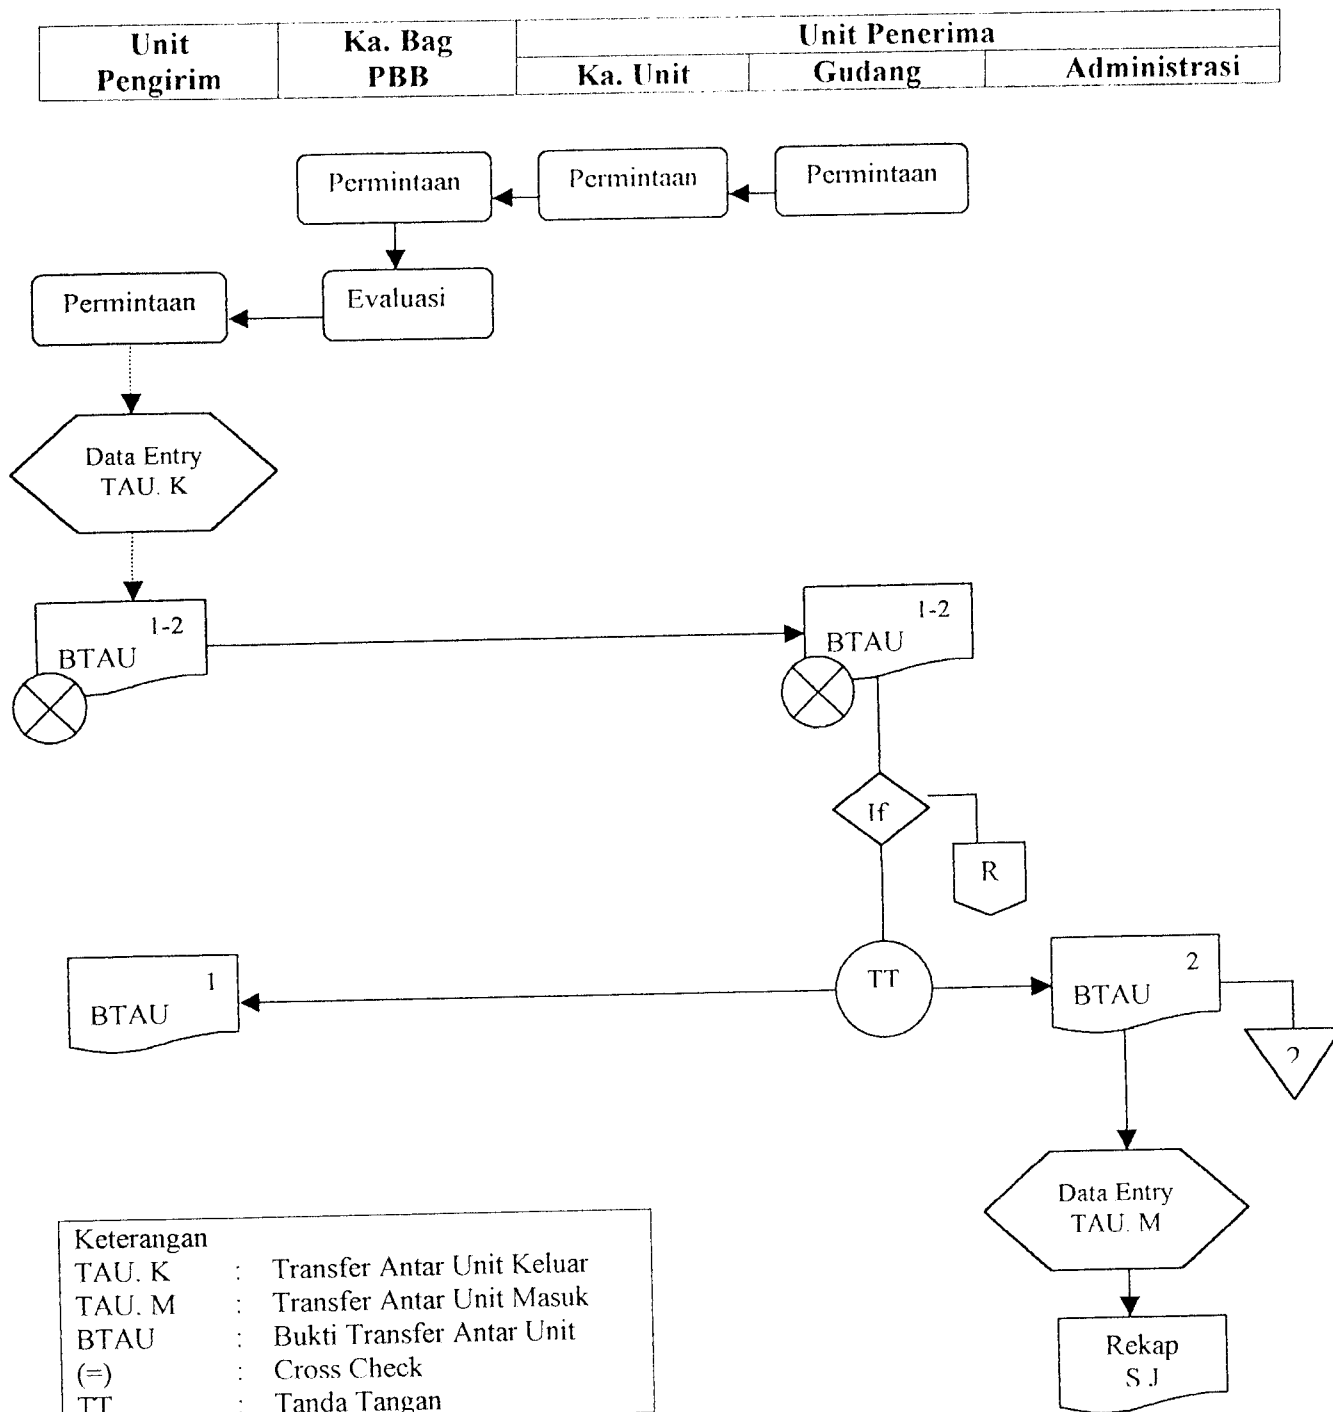 Unit Pengirim
Ka. Bag PBB
Unit Penerima
Ka. Unit
Gudang
Administrasi
Permintaan
Permintaan
Permintaan
Permintaan
Evaluasi
Data Entry
TAU. K
1-2
BTAU
1-2
BTAU
If
R
1
BTAU
TT
2
BTAU
2
Data Entry
TAU. M
Rekap
S.J
Keterangan
TAU. K : Transfer Antar Unit Keluar
TAU. M : Transfer Antar Unit Masuk
BTAU : Bukti Transfer Antar Unit
(=) : Cross Check
TT : Tanda Tangan